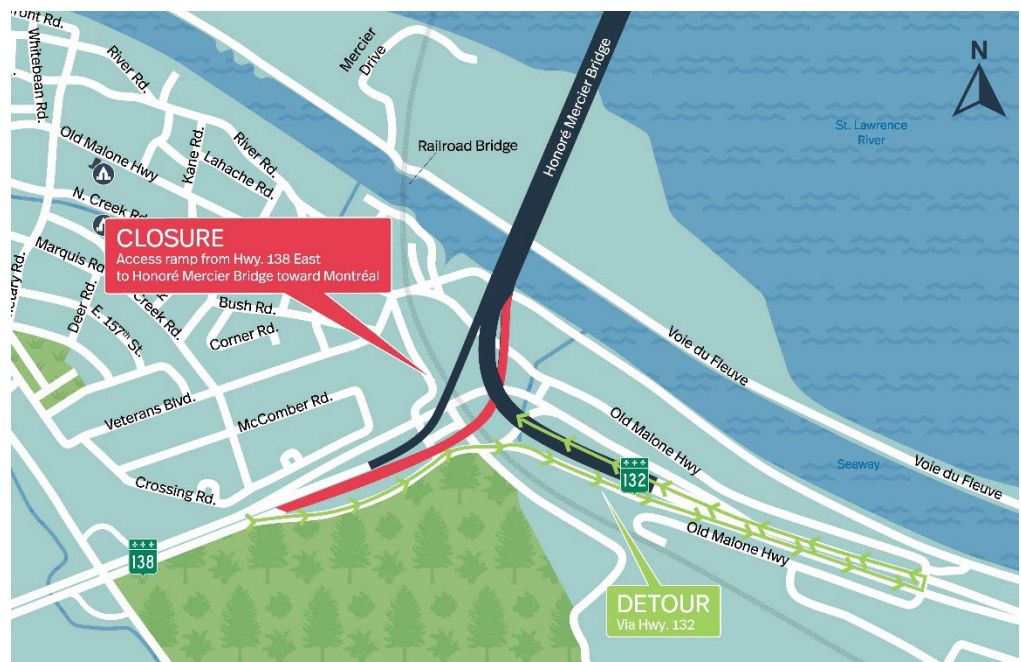 Front Rd.
Whitebean Rd.
River Rd.
Mercier
Drive
Honoré Mercier Bridge
N
St. Lawrence
River
Old Malone Hwy
Kane Rd.
Lahache Rd.
River Rd.
Railroad Bridge
N. Creek Rd
CLOSURE
Access ramp from Hwy. 138 East
to Honoré Mercier Bridge toward Montréal
Marquis Rd
Deer Rd.
E. 157th St.
Creek Rd.
Bush Rd.
Corner Rd.
Veterans Blvd.
McComber Rd.
Crossing Rd.
Voie du Fleuve
Old Malone Hwy
Seaway
Voie du Fleuve
132
Old Malone Hwy
138
DETOUR
Via Hwy. 132